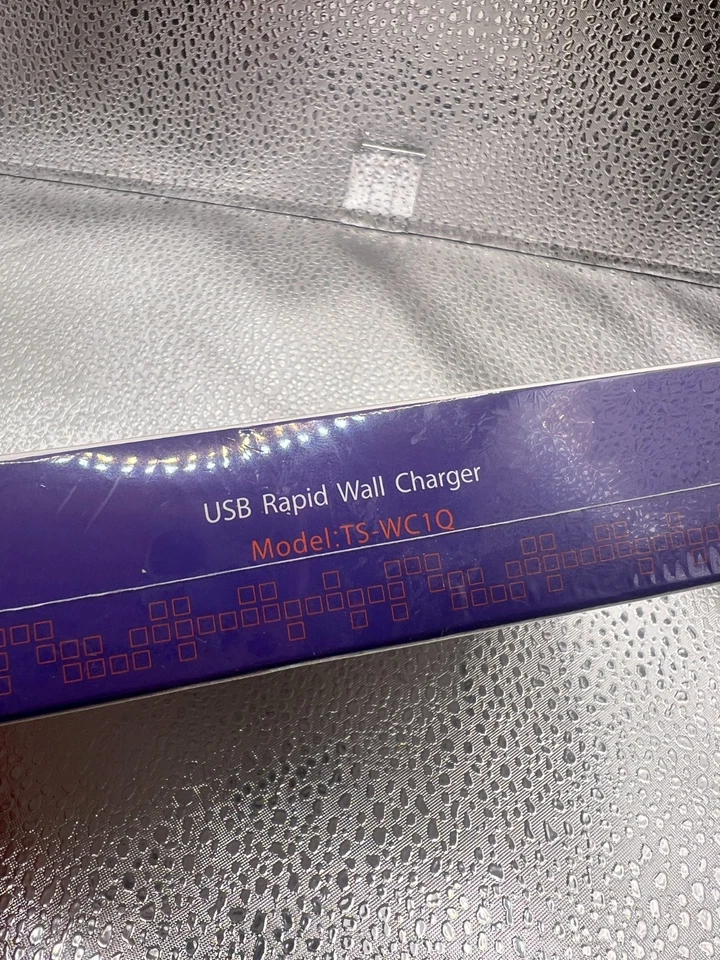 USB Rapid Wall Charger
Model:TS-WC1Q